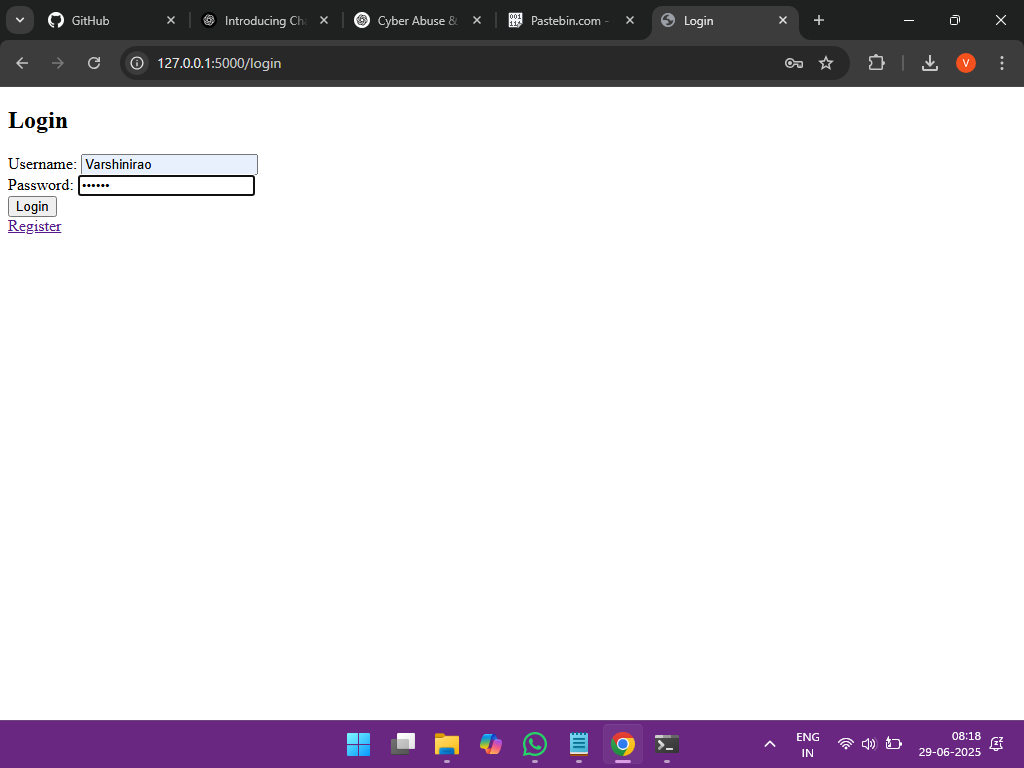 GitHub
Introducing Ch
Cyber Abuse &
Pastebin.com -
Login
127.0.0.1:5000/login
V
Login
Username: Varshinirao
Password: ••••••
Login
Register
ENG
IN
08:18
29-06-2025